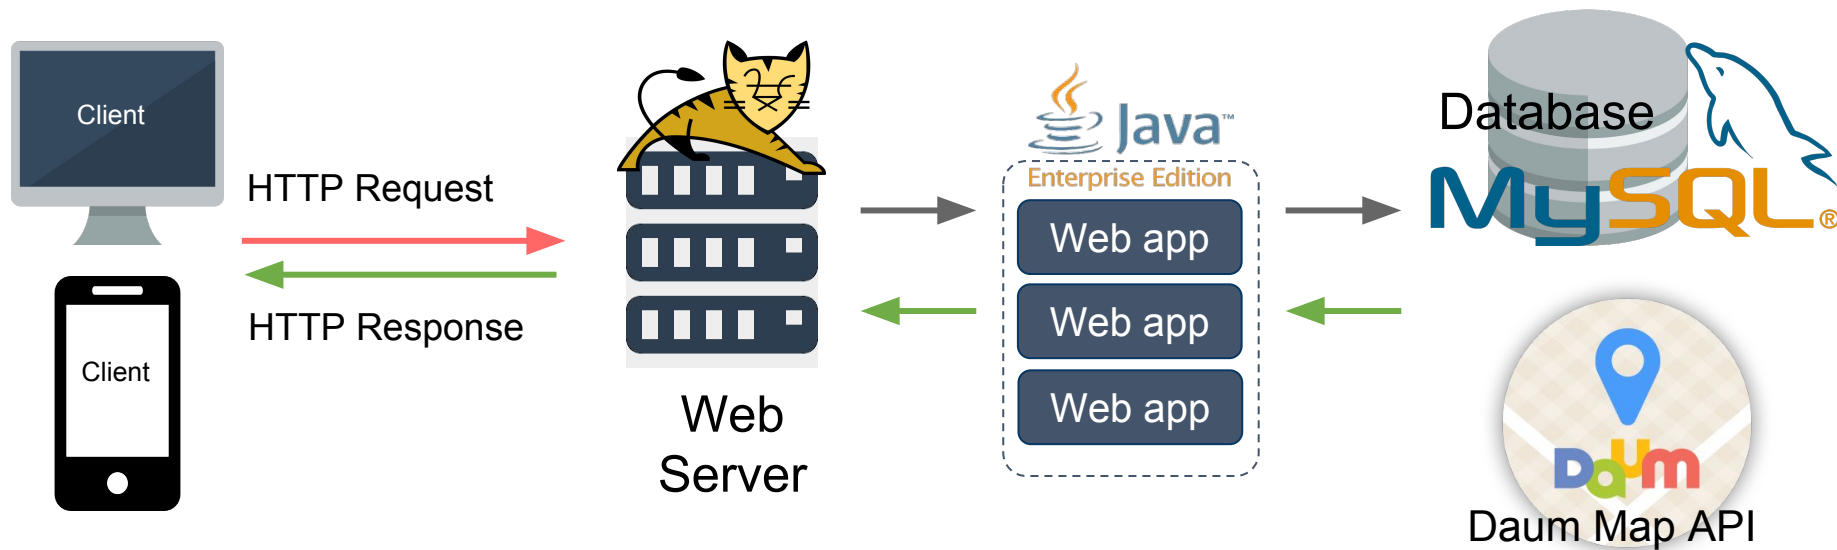 Client
Client
HTTP Request
HTTP Response
Web
Server
Java™
Enterprise Edition
Web app
Web app
Web app
Database
MySQL®
Daum
Daum Map API